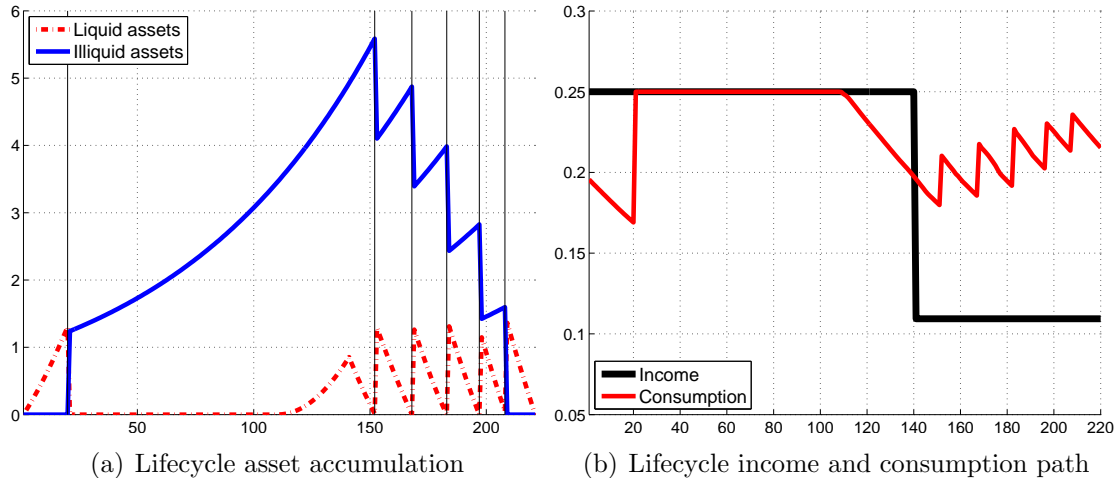 6
5
4
3
2
1
0
Liquid assets
Illiquid assets
50
100
150
200
(a) Lifecycle asset accumulation
0.3
0.25
0.2
0.15
0.1
0.05
Income
Consumption
20 40 60 80 100 120 140 160 180 200 220
(b) Lifecycle income and consumption path